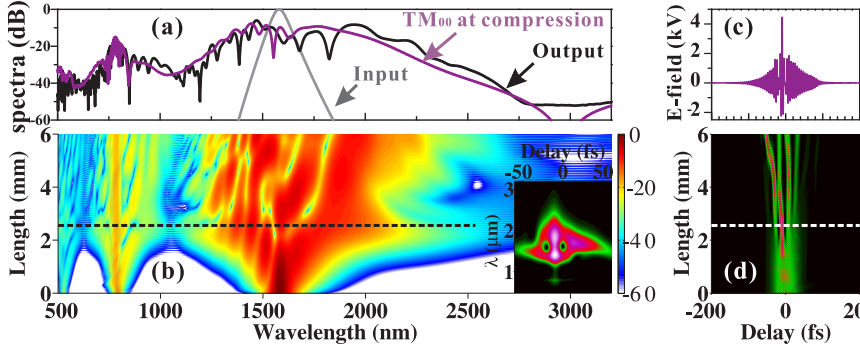 spectra (dB)
0
-20
-40
-60
(a)
TM00 at compression
Output
Input
(c)
E-field (kV)
4
2
0
-2
Length (mm)
6
4
2
0
(b)
500 1000 1500 2000 2500 3000
Wavelength (nm)
Delay (fs)
-50 0 50
λ (μm)
3
2
1
0
-20
-40
-60
Length (mm)
6
4
2
0
(d)
-200 0 20
Delay (fs)